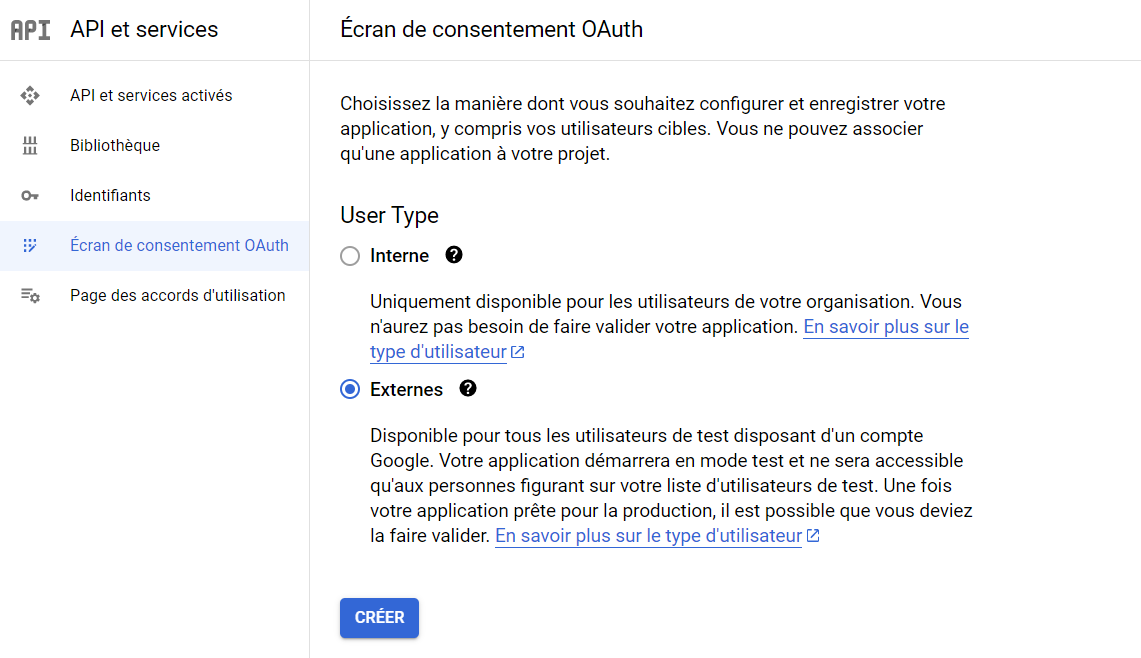 API API et services
Écran de consentement OAuth
API et services activés
Bibliothèque
Identifiants
Écran de consentement OAuth
Page des accords d'utilisation
Choisissez la manière dont vous souhaitez configurer et enregistrer votre
application, y compris vos utilisateurs cibles. Vous ne pouvez associer
qu'une application à votre projet.
User Type
Interne ?
Uniquement disponible pour les utilisateurs de votre organisation. Vous
n'aurez pas besoin de faire valider votre application. En savoir plus sur le
type d'utilisateur
Externes ?
Disponible pour tous les utilisateurs de test disposant d'un compte
Google. Votre application démarrera en mode test et ne sera accessible
qu'aux personnes figurant sur votre liste d'utilisateurs de test. Une fois
votre application prête pour la production, il est possible que vous deviez
la faire valider. En savoir plus sur le type d'utilisateur
CRÉER